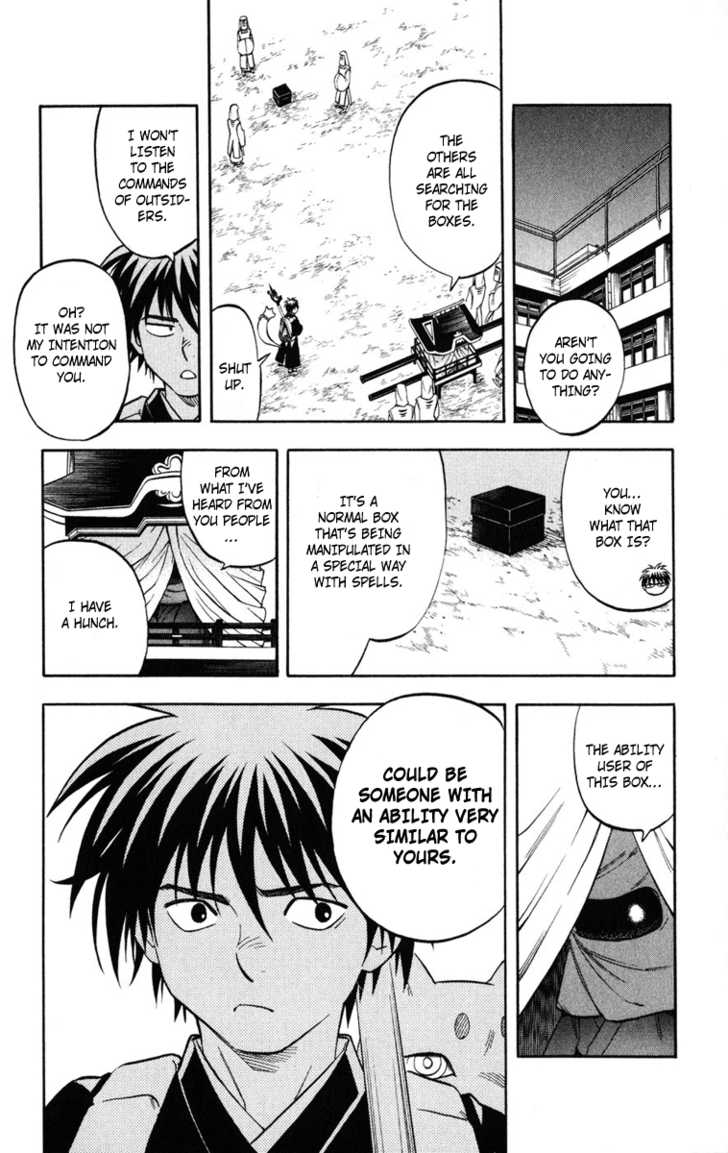 AREN'T
YOU GOING
TO DO ANY-
THING?
THE
OTHERS
ARE ALL
SEARCHING
FOR THE
BOXES.
SHUT
UP.
I WON'T
LISTEN
TO THE
COMMANDS
OF OUTSID-
ERS.
OH?
IT WAS NOT
MY INTENTION
TO COMMAND
YOU.
YOU...
KNOW
WHAT THAT
BOX IS?
IT'S A
NORMAL BOX
THAT'S BEING
MANIPULATED IN
A SPECIAL WAY
WITH SPELLS.
FROM
WHAT I'VE
HEARD FROM
YOU PEOPLE
...
I HAVE
A HUNCH.
THE ABILITY
USER OF
THIS BOX...
COULD BE
SOMEONE WITH
AN ABILITY VERY
SIMILAR TO
YOURS.